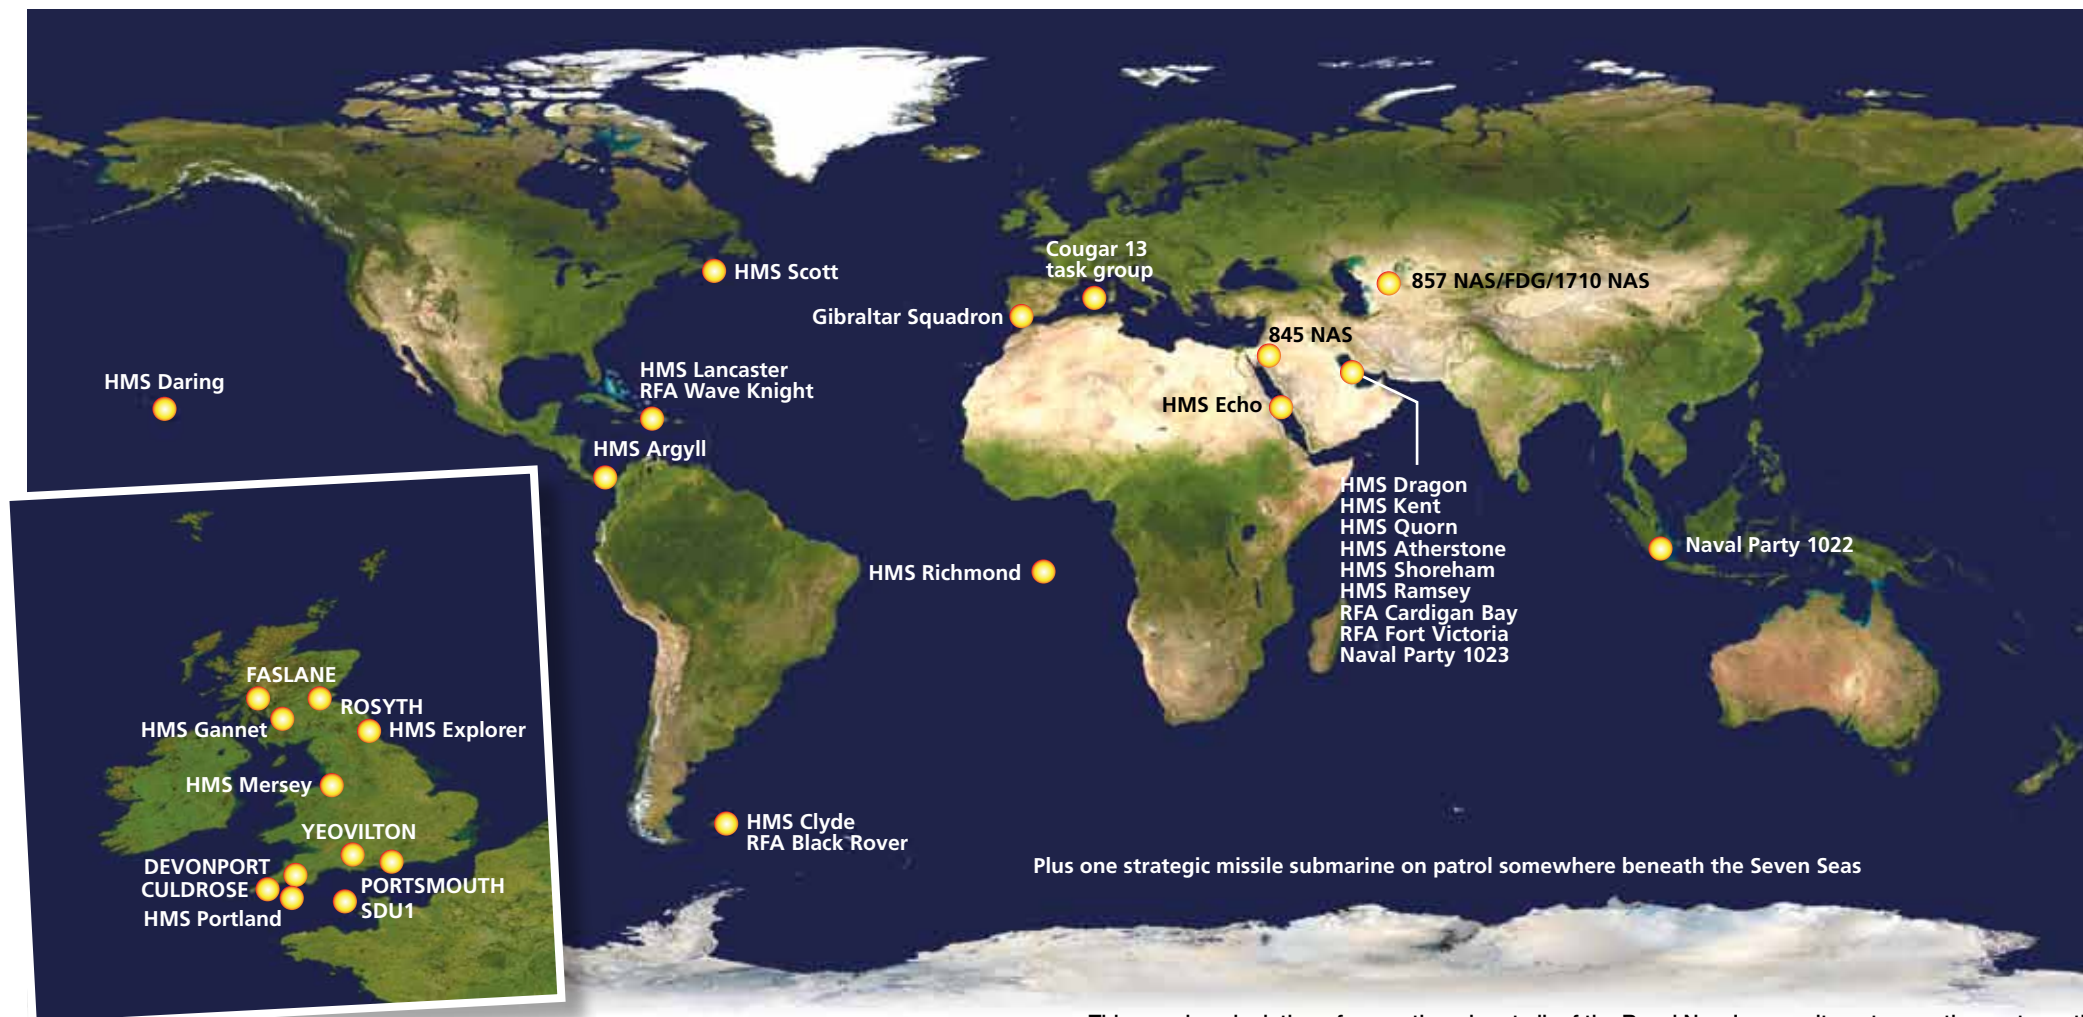 Cougar 13
task group
HMS Scott
857 NAS/FDG/1710 NAS
Gibraltar Squadron
845 NAS
HMS Daring
HMS Lancaster
RFA Wave Knight
HMS Echo
HMS Argyll
HMS Dragon
HMS Kent
HMS Quorn
HMS Atherstone
HMS Shoreham
HMS Ramsey
RFA Cardigan Bay
RFA Fort Victoria
Naval Party 1023
Naval Party 1022
HMS Richmond
FASLANE
ROSYTH
HMS Gannet
HMS Explorer
HMS Mersey
YEOVILTON
DEVONPORT
CULDROSE
PORTSMOUTH
SDU1
HMS Portland
HMS Clyde
RFA Black Rover
Plus one strategic missile submarine on patrol somewhere beneath the Seven Seas